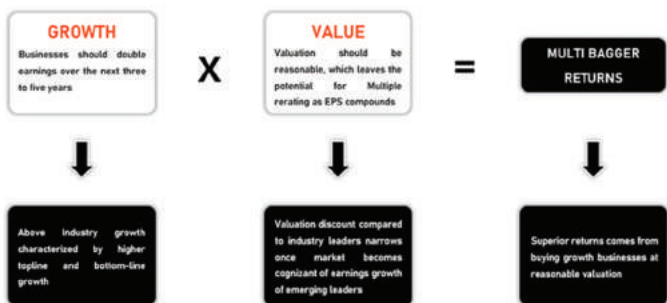 GROWTH
Businesses should double
earnings over the next three
to five years
X
VALUE
Valuation should be
reasonable, which leaves the
potential for Multiple
rerating as EPS compounds
=
MULTI BAGGER
RETURNS
Above industry growth
characterized by higher
topline and bottom-line
growth
Valuation discount compared
to industry leaders narrows
once market becomes
cognizant of earnings growth
of emerging leaders
Superior returns comes from
buying growth businesses at
reasonable valuation